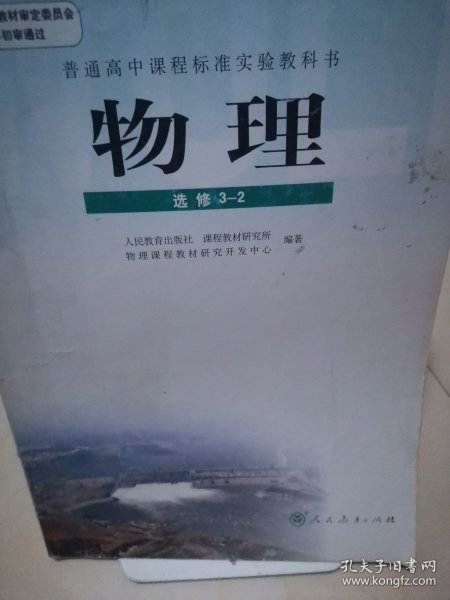 教材审定委员会
初审通过
普通高中课程标准实验教科书
物理
选修 3-2
人民教育出版社 课程教材研究所
物理课程教材研究开发中心
编著
人民教育出版社
孔夫子旧书网
www.kongfz.com